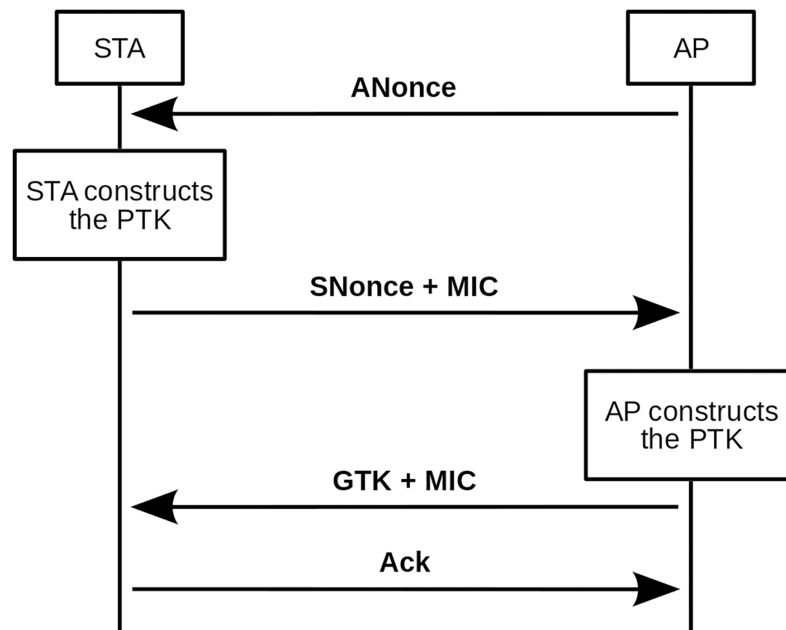 STA
AP
ANonce
STA constructs
the PTK
SNonce + MIC
AP constructs
the PTK
GTK + MIC
Ack